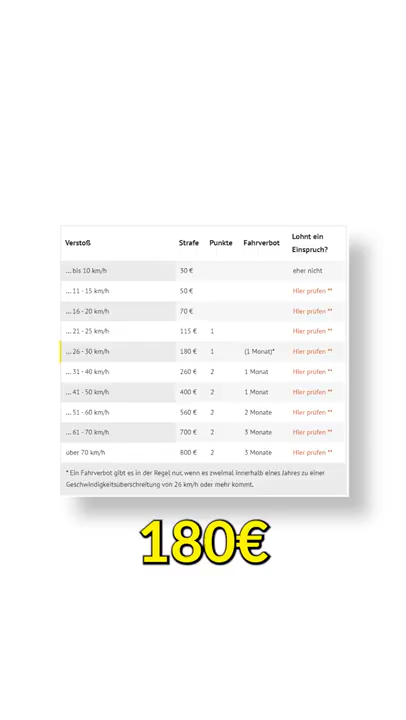 Verstoß Strafe Punkte Fahrverbot Lohnt ein Einspruch?
... bis 10 km/h 30 € eher nicht
... 11 - 15 km/h 50 € Hier prüfen **
... 16 - 20 km/h 70 € Hier prüfen **
... 21 - 25 km/h 115 € 1 Hier prüfen **
... 26 - 30 km/h 180 € 1 (1 Monat)* Hier prüfen **
... 31 - 40 km/h 260 € 2 1 Monat Hier prüfen **
... 41 - 50 km/h 400 € 2 1 Monat Hier prüfen **
... 51 - 60 km/h 560 € 2 2 Monate Hier prüfen **
... 61 - 70 km/h 700 € 2 3 Monate Hier prüfen **
über 70 km/h 800 € 2 3 Monate Hier prüfen **
* Ein Fahrverbot gibt es in der Regel nur, wenn es zweimal innerhalb eines Jahres zu einer
Geschwindigkeitsüberschreitung von 26 km/h oder mehr kommt.
180€